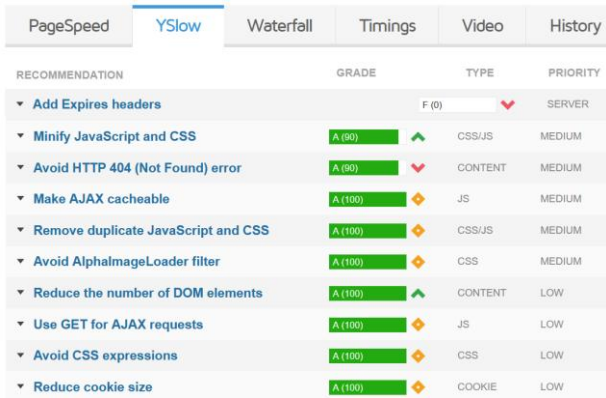 PageSpeed YSlow Waterfall Timings Video History
RECOMMENDATION GRADE TYPE PRIORITY
Add Expires headers F (0) SERVER
Minify JavaScript and CSS A (90) CSS/JS MEDIUM
Avoid HTTP 404 (Not Found) error A (90) CONTENT MEDIUM
Make AJAX cacheable A (100) JS MEDIUM
Remove duplicate JavaScript and CSS A (100) CSS/JS MEDIUM
Avoid AlphaImageLoader filter A (100) CSS MEDIUM
Reduce the number of DOM elements A (100) CONTENT LOW
Use GET for AJAX requests A (100) JS LOW
Avoid CSS expressions A (100) CSS LOW
Reduce cookie size A (100) COOKIE LOW